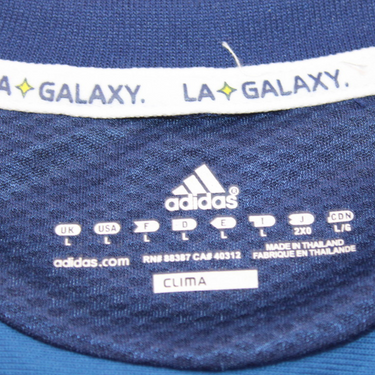 LA GALAXY. LA GALAXY.
adidas®
UK USA F D E I J CDN
L L L L L L 2XO L/G
MADE IN THAILAND
adidas.com RN# 88387 CA# 40312 FABRIQUE EN THAILANDE
CLIMA